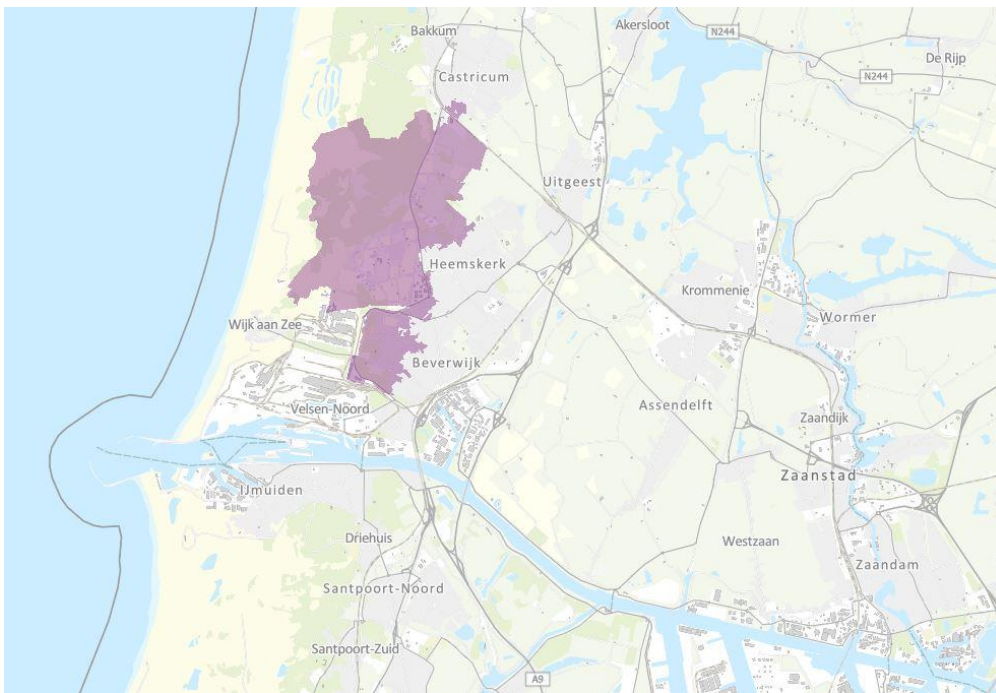 Akersloot
Bakkum
N244
De Rijp
Castricum
N244
Uitgeest
Heemskerk
Krommenie
Wormer
Wijk aan Zee
Beverwijk
Assendelft
Velsen-Noord
Zaandijk
Zaanstad
IJmuiden
Driehuis
Westzaan
Zaandam
Santpoort-Noord
Santpoort-Zuid
A9